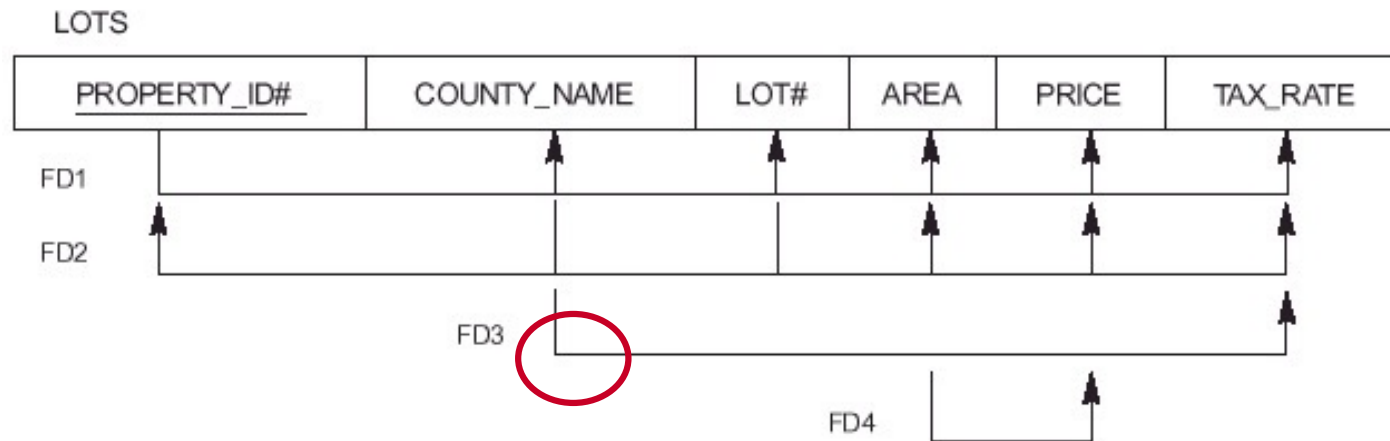 LOTS
PROPERTY_ID# COUNTY_NAME LOT# AREA PRICE TAX_RATE
FD1
FD2
FD3
FD4